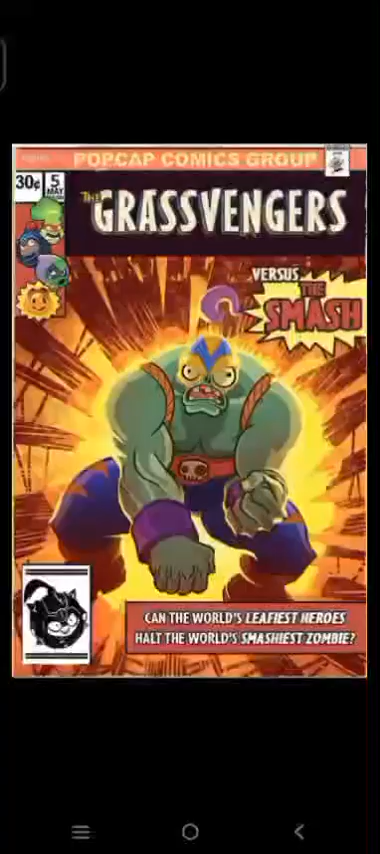 POPCAP COMICS GROUP
30¢
5
MAY
THE
GRASSVENGERS
VERSUS
THE
SMASH
CAN THE WORLD'S LEAFIEST HEROES
HALT THE WORLD'S SMASHIEST ZOMBIE?